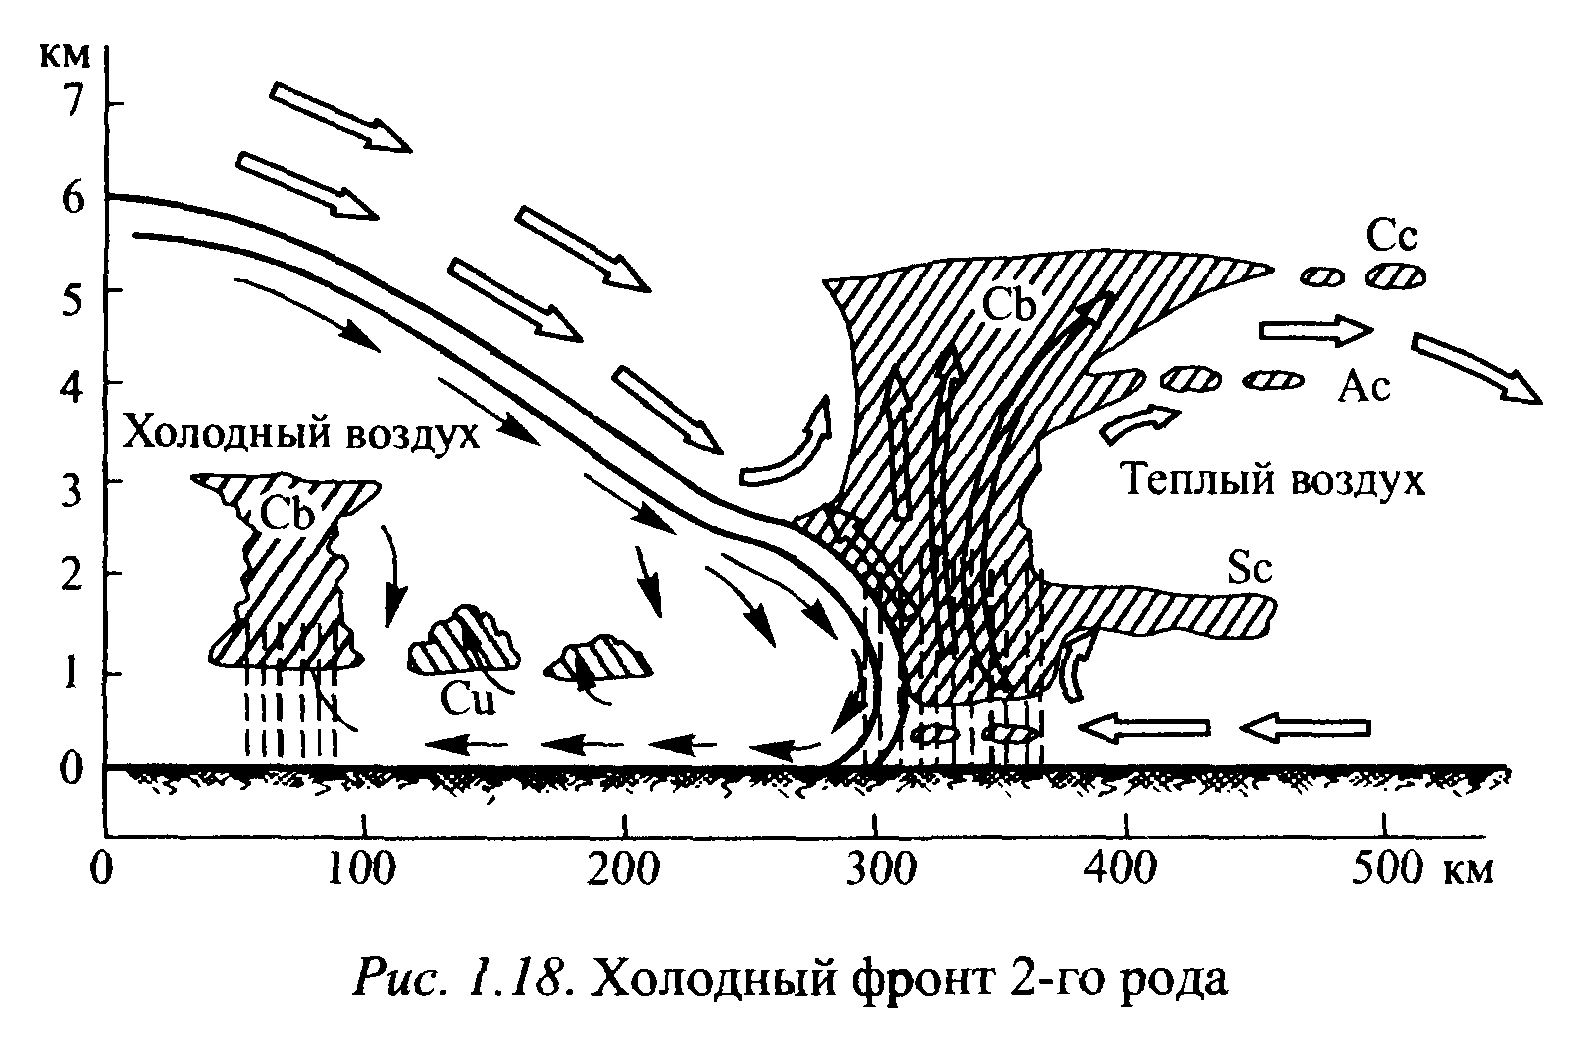 км
7
6
5
4
3
2
1
0
Cc
Cb
Ac
Холодный воздух
Теплый воздух
Cb
Sc
Cu
0 100 200 300 400 500 км
Рис. 1.18. Холодный фронт 2-го рода